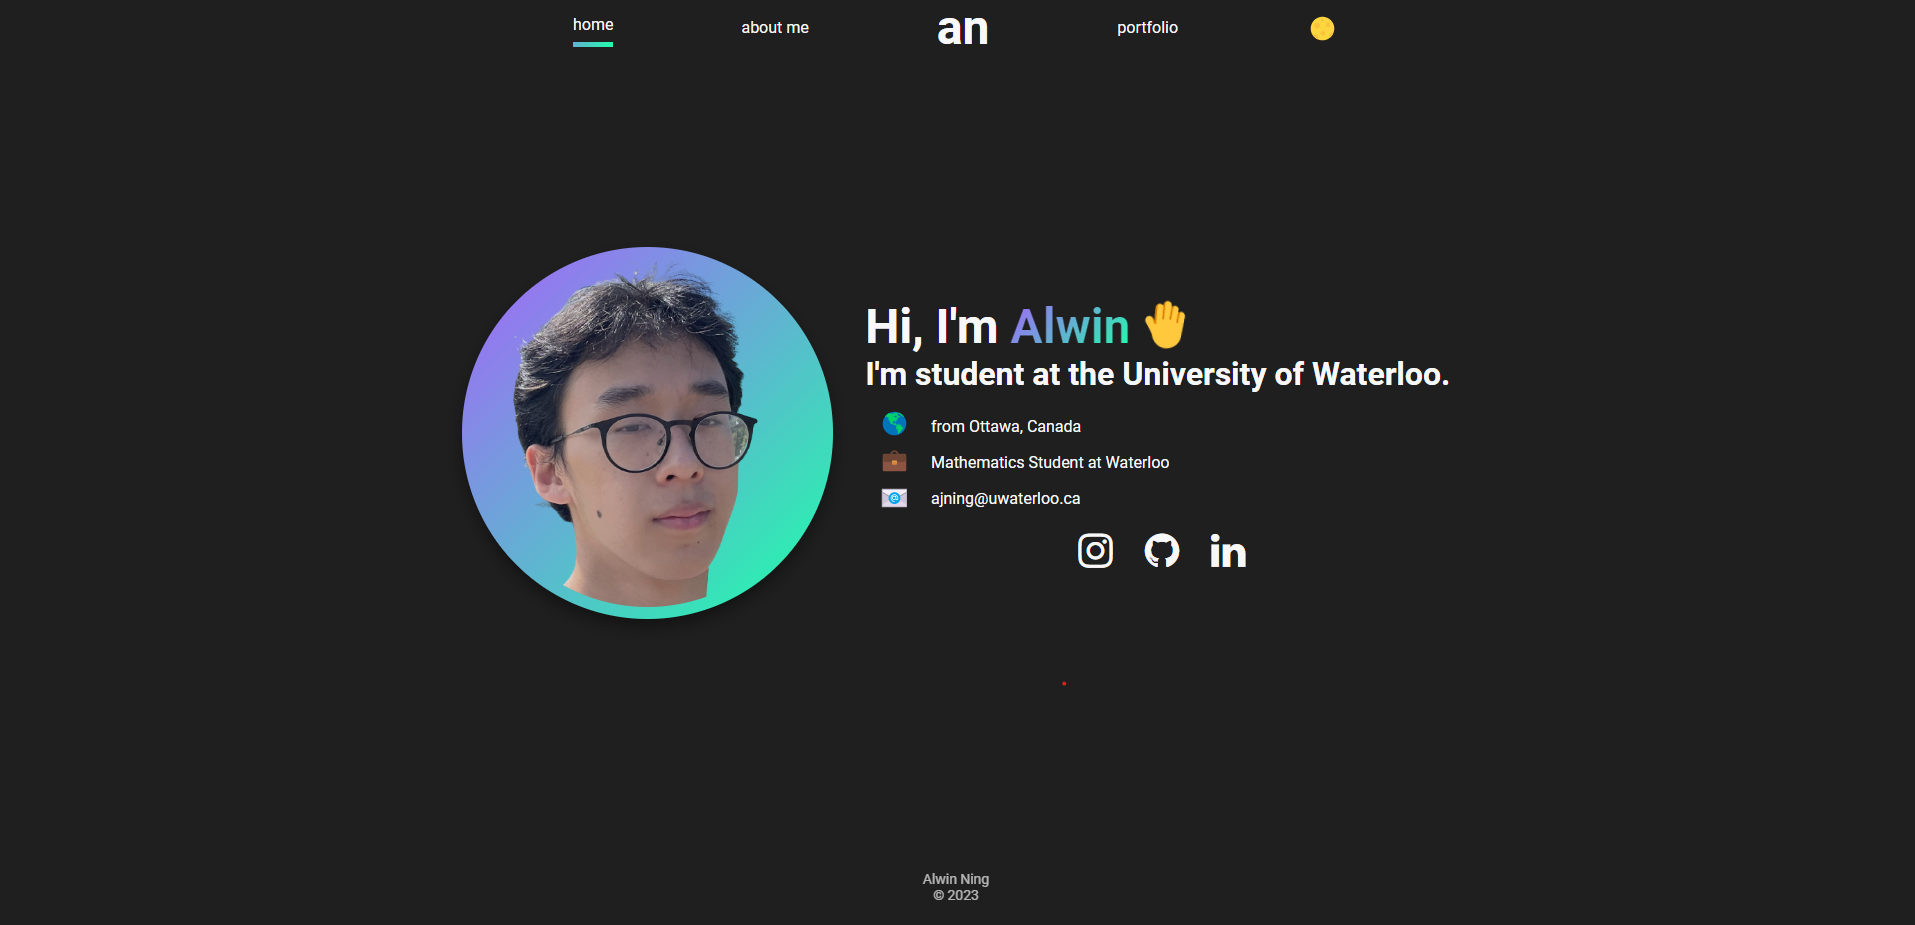 home
about me
an
portfolio
Hi, I'm Alwin
I'm student at the University of Waterloo.
from Ottawa, Canada
Mathematics Student at Waterloo
ajning@uwaterloo.ca
in
Alwin Ning
© 2023